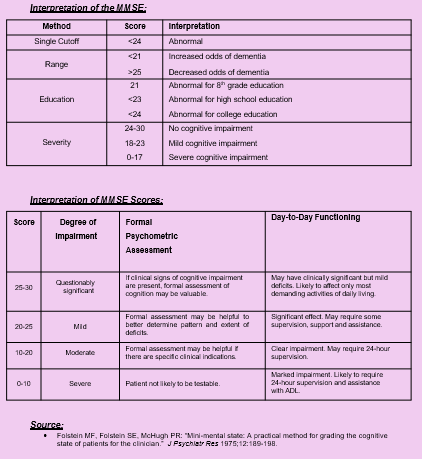 Interpretation of the MMSE:
Method Score Interpretation
Single Cutoff <24 Abnormal
Range <21 Increased odds of dementia
>25 Decreased odds of dementia
Education 21 Abnormal for 8th grade education
<23 Abnormal for high school education
<24 Abnormal for college education
Severity 24-30 No cognitive impairment
18-23 Mild cognitive impairment
0-17 Severe cognitive impairment
Interpretation of MMSE Scores:
Score Degree of Impairment Formal Psychometric Assessment Day-to-Day Functioning
25-30 Questionably significant If clinical signs of cognitive impairment are present, formal assessment of cognition may be valuable. May have clinically significant but mild deficits. Likely to affect only most demanding activities of daily living.
20-25 Mild Formal assessment may be helpful to better determine pattern and extent of deficits. Significant effect. May require some supervision, support and assistance.
10-20 Moderate Formal assessment may be helpful if there are specific clinical indications. Clear impairment. May require 24-hour supervision.
0-10 Severe Patient not likely to be testable. Marked impairment. Likely to require 24-hour supervision and assistance with ADL.
Source:
• Folstein MF, Folstein SE, McHugh PR: "Mini-mental state: A practical method for grading the cognitive
state of patients for the clinician." J Psychiatr Res 1975;12:189-198.